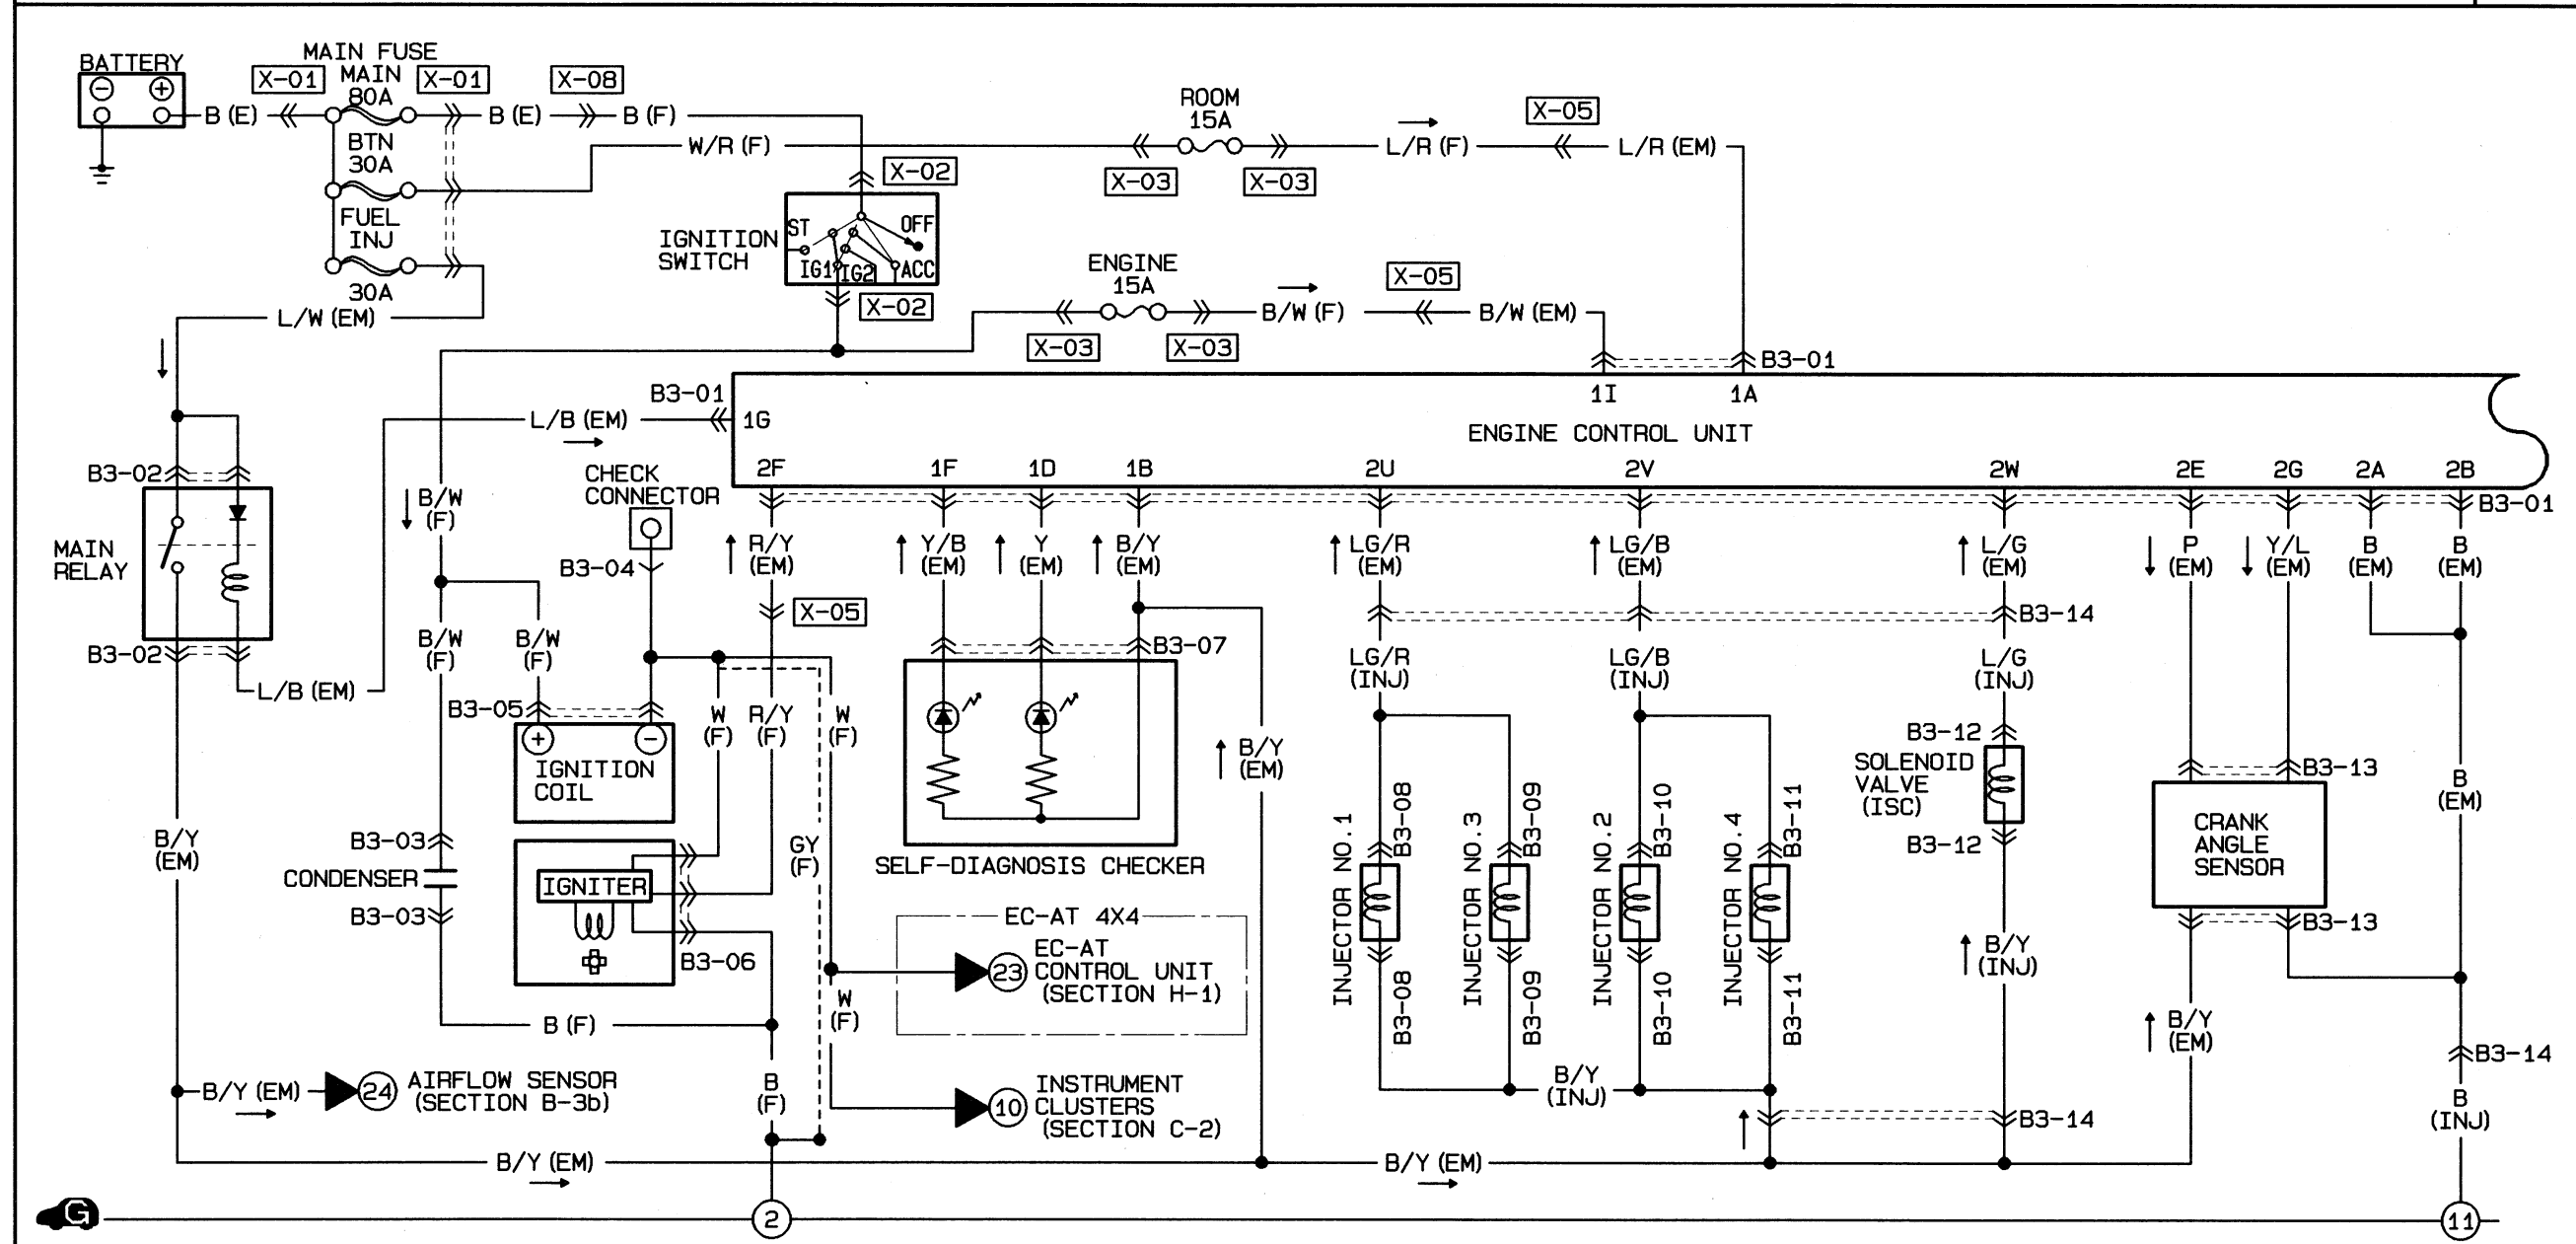 BATTERY
X-01
MAIN FUSE
MAIN
80A
X-01
X-08
B (E)
B (E)
B (F)
BTN
30A
FUEL
INJ
30A
L/W (EM)
W/R (F)
ROOM
15A
X-03
X-03
L/R (F)
X-05
L/R (EM)
X-02
IGNITION
SWITCH
ST
OFF
IG1
IG2
ACC
X-02
ENGINE
15A
X-03
X-03
B/W (F)
X-05
B/W (EM)
B3-01
B3-01
1G
1I
1A
ENGINE CONTROL UNIT
L/B (EM)
2F
1F
1D
1B
2U
2V
2W
2E
2G
2A
2B
B3-01
B3-02
MAIN
RELAY
B3-02
L/B (EM)
B/W
(F)
CHECK
CONNECTOR
B3-04
R/Y
(EM)
Y/B
(EM)
Y
(EM)
B/Y
(EM)
LG/R
(EM)
LG/B
(EM)
L/G
(EM)
P
(EM)
Y/L
(EM)
B
(EM)
B
(EM)
X-05
B3-14
B/W
(F)
B/W
(F)
B3-07
LG/R
(INJ)
LG/B
(INJ)
L/G
(INJ)
B3-05
W
(F)
R/Y
(F)
W
(F)
IGNITION
COIL
B/Y
(EM)
B3-12
SOLENOID
VALVE
(ISC)
B3-12
B3-13
CRANK
ANGLE
SENSOR
B3-13
B
(EM)
B/Y
(EM)
B3-03
CONDENSER
B3-03
IGNITER
B3-06
GY
(F)
SELF-DIAGNOSIS CHECKER
INJECTOR NO.1
B3-08
B3-08
INJECTOR NO.3
B3-09
B3-09
INJECTOR NO.2
B3-10
B3-10
INJECTOR NO.4
B3-11
B3-11
EC-AT 4X4
23
EC-AT
CONTROL UNIT
(SECTION H-1)
W
(F)
B/Y
(INJ)
B/Y
(EM)
B (F)
B3-14
B/Y (EM)
24
AIRFLOW SENSOR
(SECTION B-3b)
B
(F)
10
INSTRUMENT
CLUSTERS
(SECTION C-2)
B/Y
(INJ)
B3-14
B
(INJ)
B/Y (EM)
B/Y (EM)
G
2
11